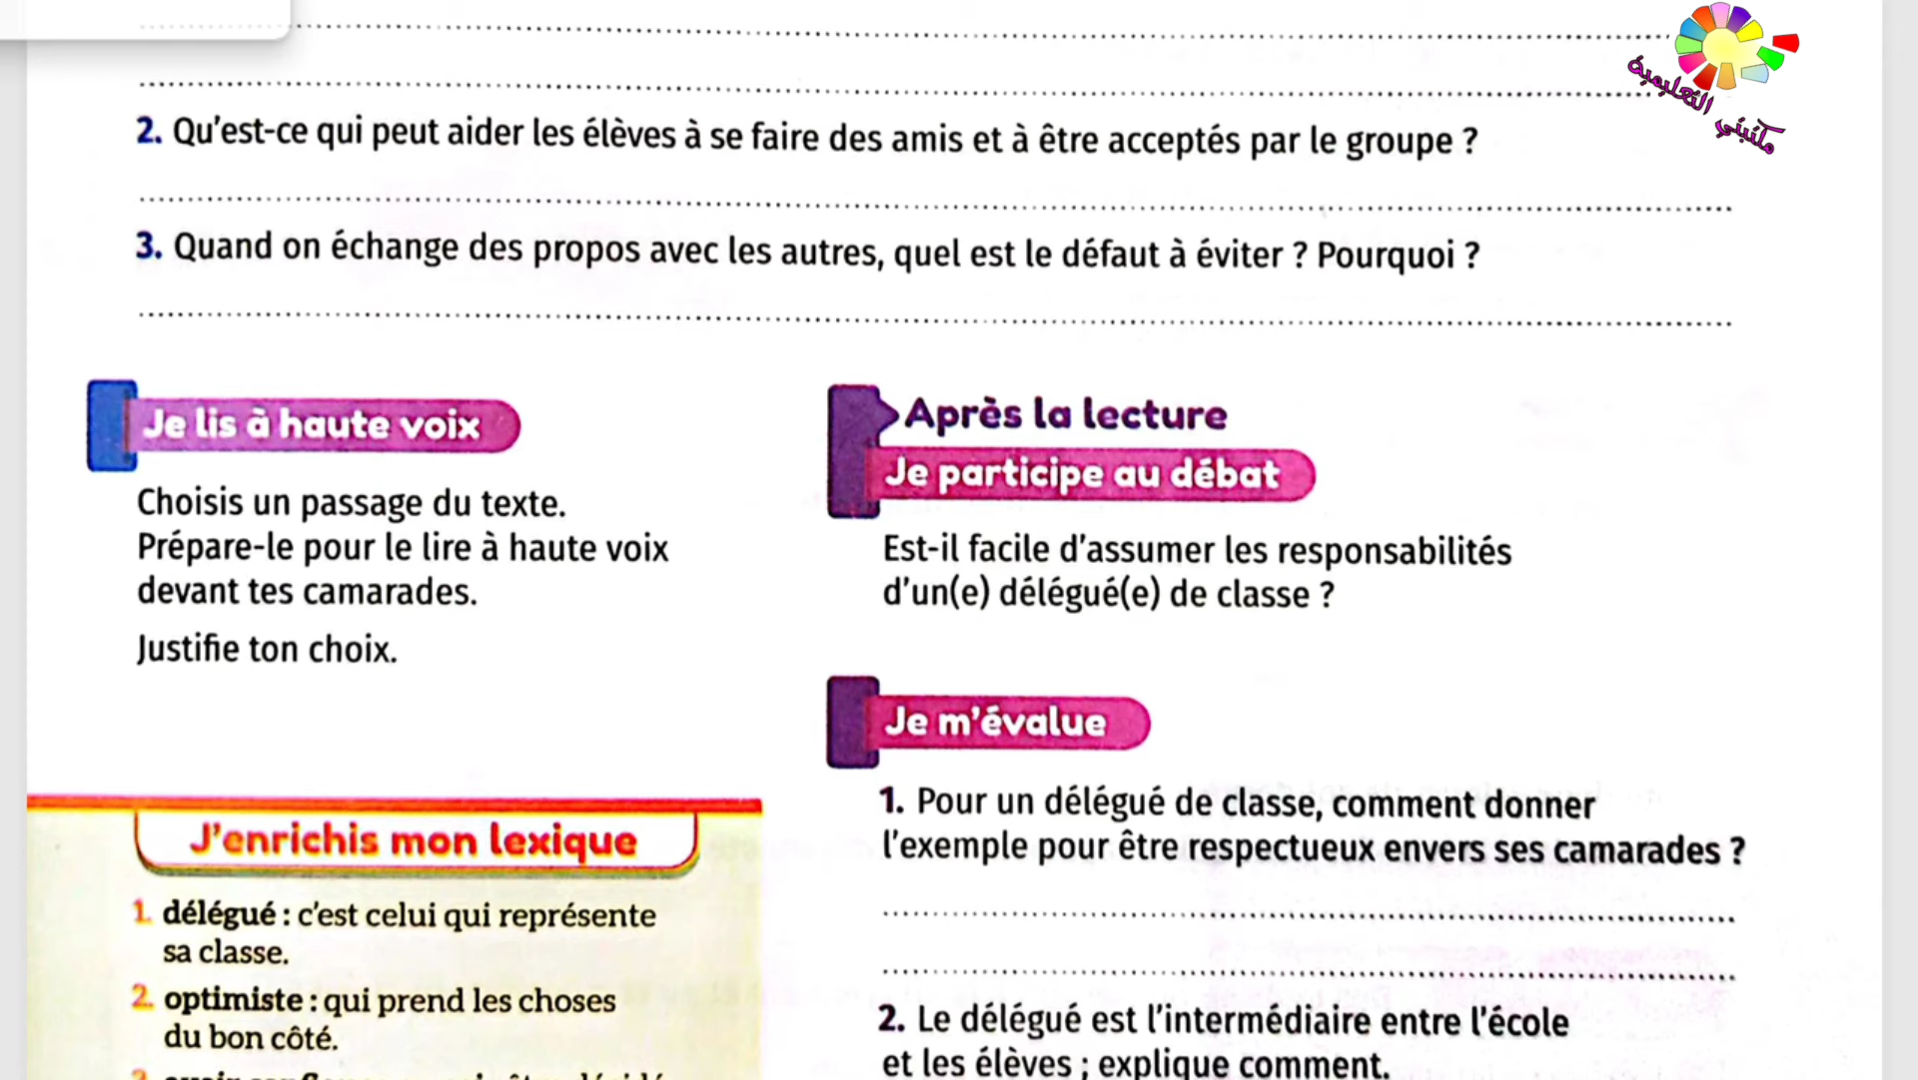 مكتبتي التعليمية
2. Qu'est-ce qui peut aider les élèves à se faire des amis et à être acceptés par le groupe ?
3. Quand on échange des propos avec les autres, quel est le défaut à éviter ? Pourquoi ?
Je lis à haute voix
Choisis un passage du texte.
Prépare-le pour le lire à haute voix
devant tes camarades.
Justifie ton choix.
J'enrichis mon lexique
1. délégué : c'est celui qui représente
sa classe.
2. optimiste : qui prend les choses
du bon côté.
Après la lecture
Je participe au débat
Est-il facile d'assumer les responsabilités
d'un(e) délégué(e) de classe ?
Je m'évalue
1. Pour un délégué de classe, comment donner
l'exemple pour être respectueux envers ses camarades ?
2. Le délégué est l'intermédiaire entre l'école
et les élèves ; explique comment.